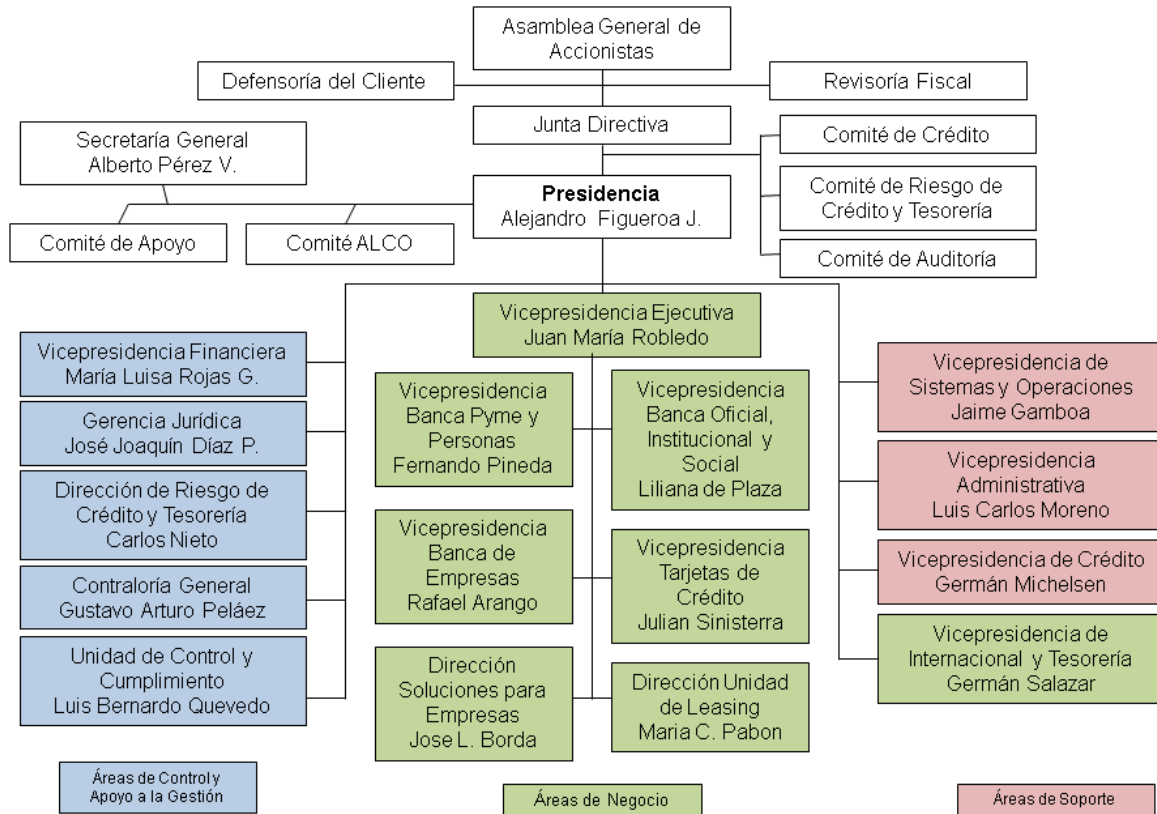 Asamblea General de
Accionistas
Defensoría del Cliente
Revisoría Fiscal
Junta Directiva
Secretaría General
Alberto Pérez V.
Comité de Crédito
Presidencia
Alejandro Figueroa J.
Comité de Riesgo de
Crédito y Tesorería
Comité de Apoyo
Comité ALCO
Comité de Auditoría
Vicepresidencia Ejecutiva
Juan María Robledo
Vicepresidencia Financiera
María Luisa Rojas G.
Gerencia Jurídica
José Joaquín Díaz P.
Dirección de Riesgo de
Crédito y Tesorería
Carlos Nieto
Contraloría General
Gustavo Arturo Peláez
Unidad de Control y
Cumplimiento
Luis Bernardo Quevedo
Vicepresidencia
Banca Pyme y
Personas
Fernando Pineda
Vicepresidencia
Banca Oficial,
Institucional y
Social
Liliana de Plaza
Vicepresidencia
Banca de
Empresas
Rafael Arango
Vicepresidencia
Tarjetas de
Crédito
Julian Sinisterra
Dirección
Soluciones para
Empresas
Jose L. Borda
Dirección Unidad
de Leasing
Maria C. Pabon
Vicepresidencia de
Sistemas y Operaciones
Jaime Gamboa
Vicepresidencia
Administrativa
Luis Carlos Moreno
Vicepresidencia de Crédito
Germán Michelsen
Vicepresidencia de
Internacional y Tesorería
Germán Salazar
Áreas de Control y
Apoyo a la Gestión
Áreas de Negocio
Áreas de Soporte